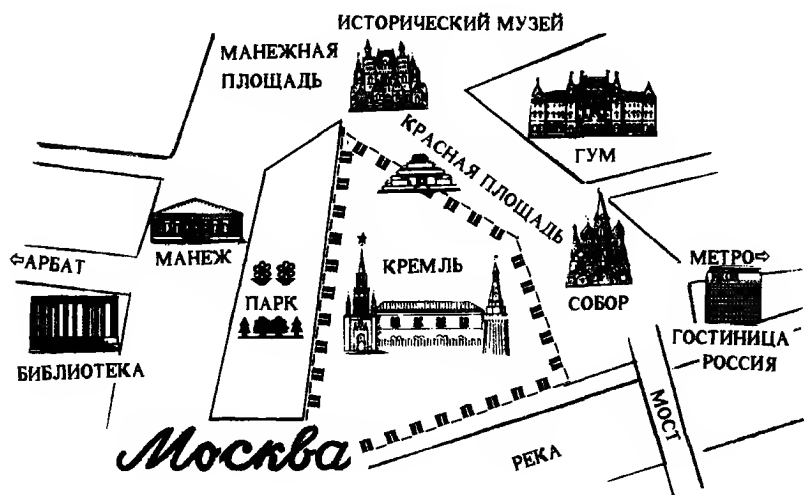 ИСТОРИЧЕСКИЙ МУЗЕЙ
МАНЕЖНАЯ
ПЛОЩАДЬ
КРАСНАЯ ПЛОЩАДЬ
ГУМ
МАНЕЖ
⇦АРБАТ
ПАРК
КРЕМЛЬ
СОБОР
МЕТРО⇨
БИБЛИОТЕКА
ГОСТИНИЦА
РОССИЯ
МОСТ
РЕКА
Москва